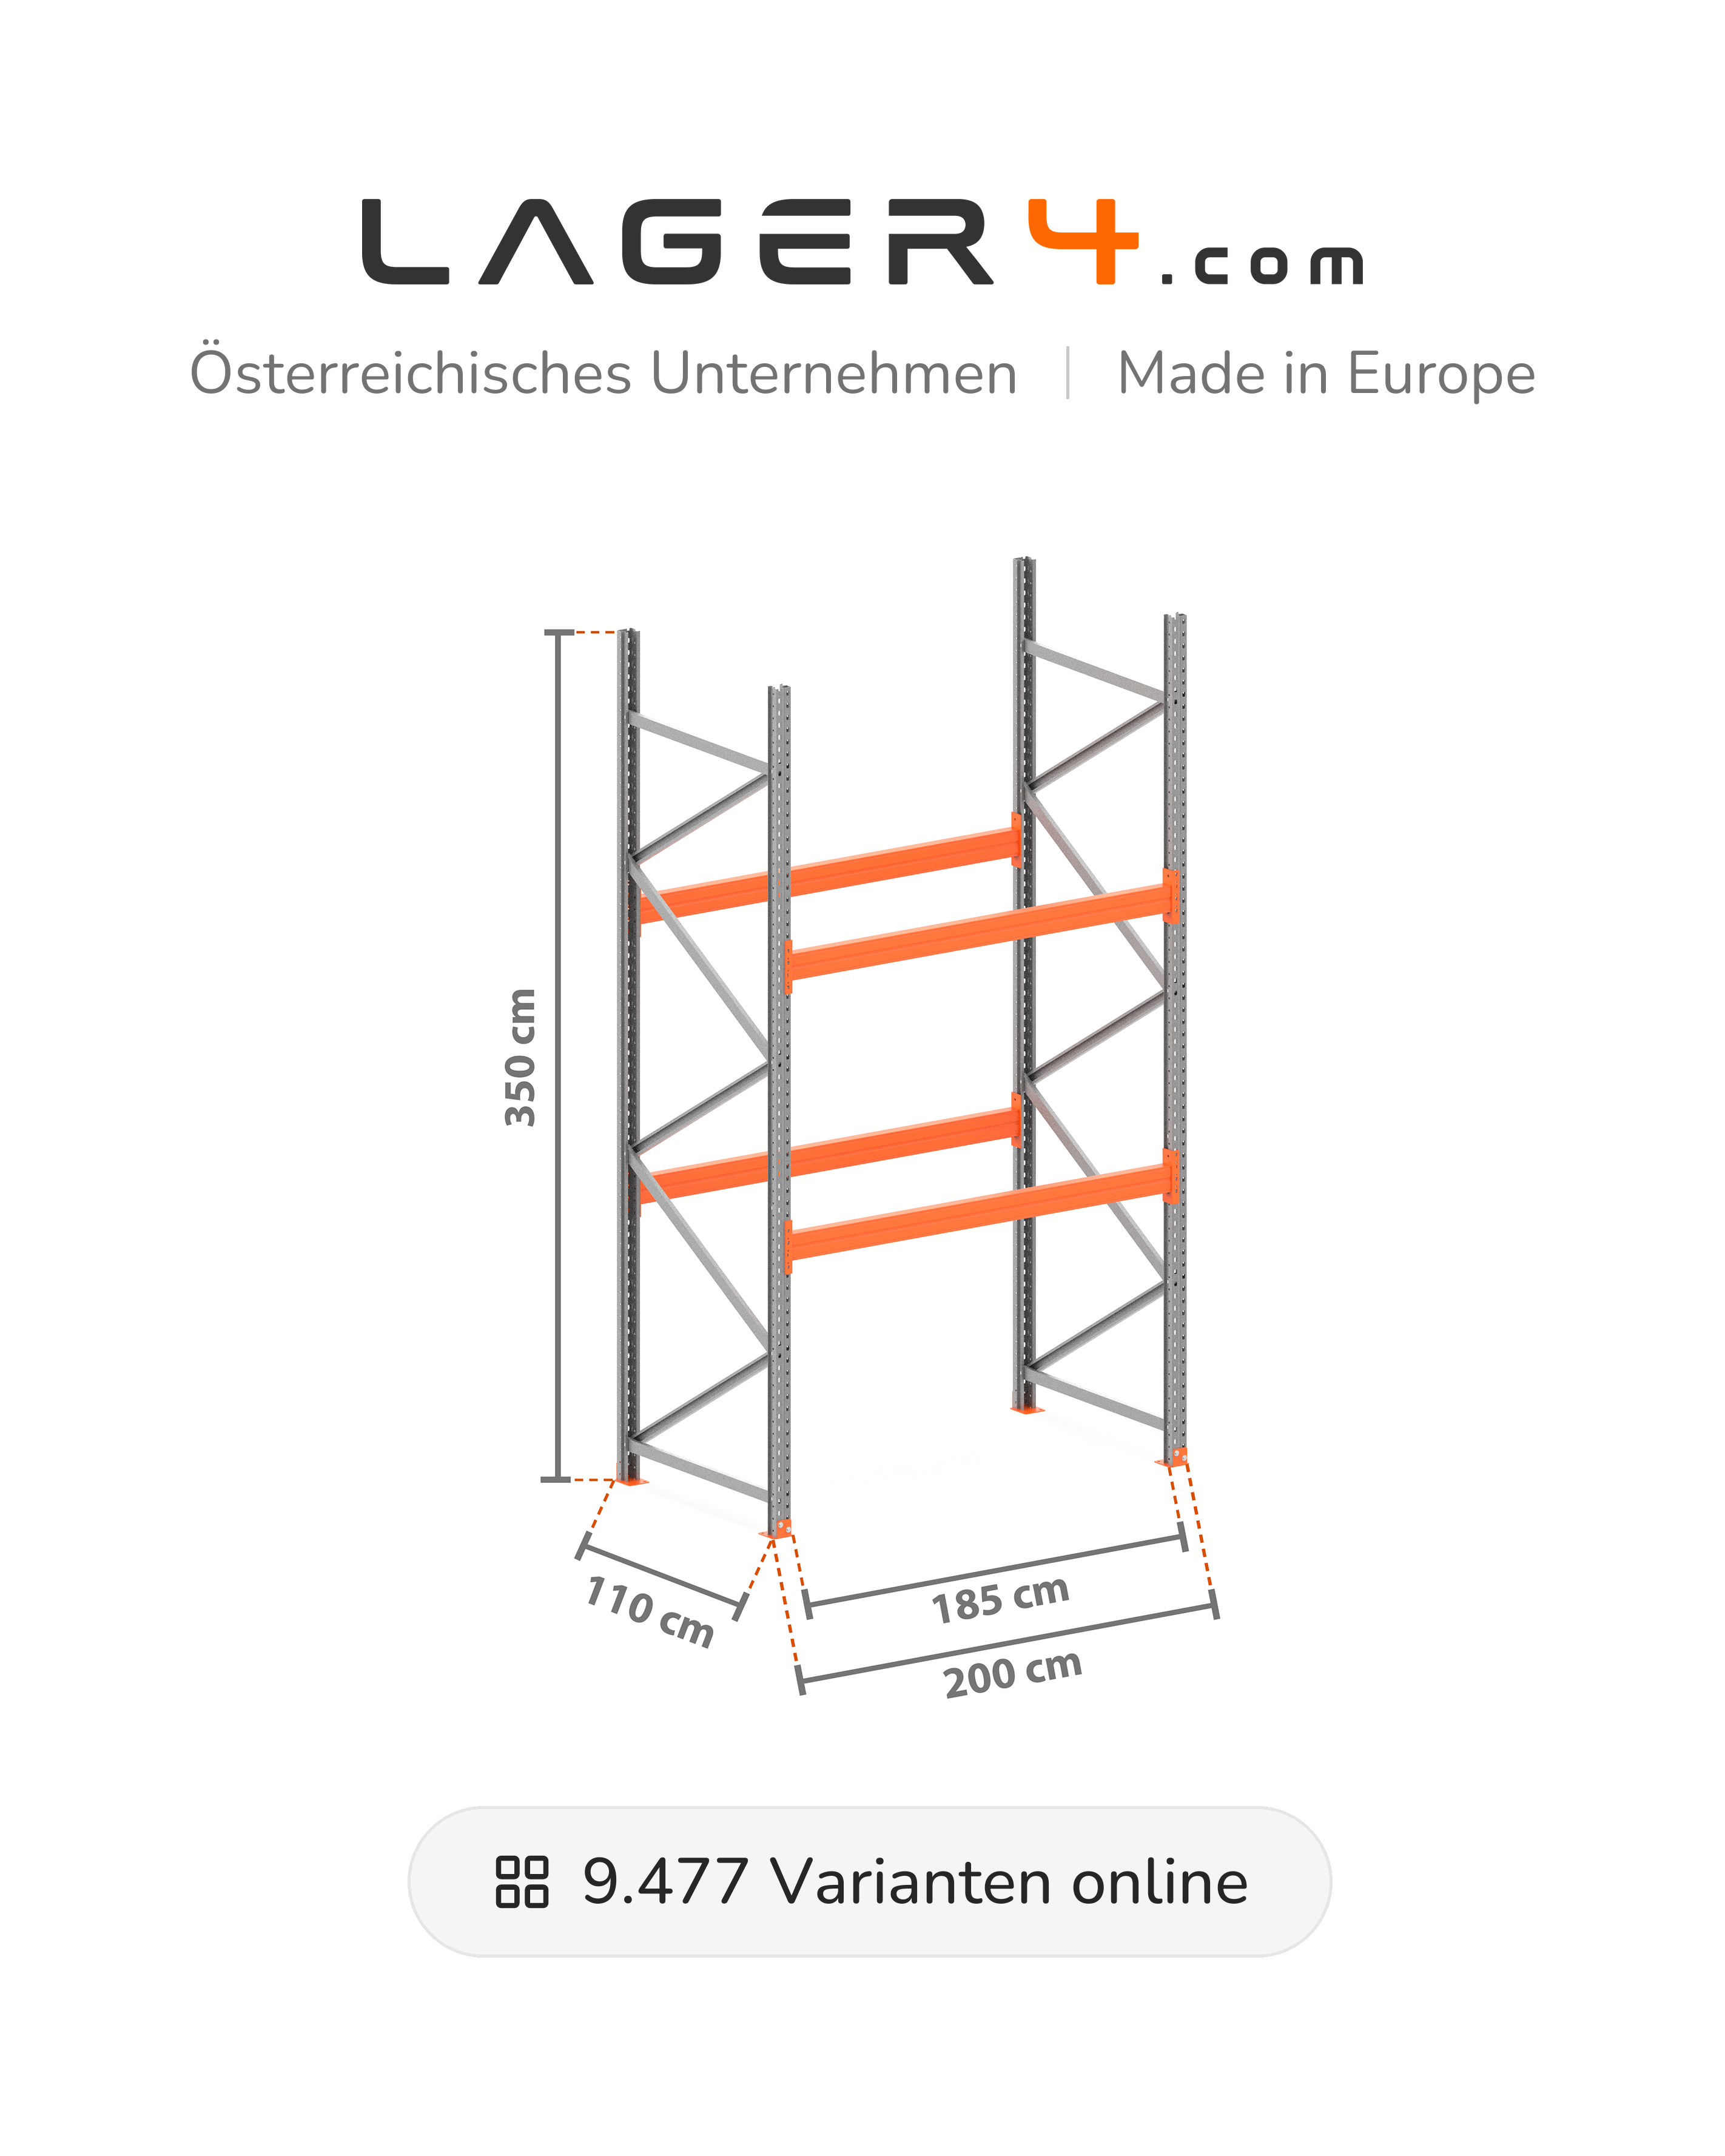 LAGER4.com
Österreichisches Unternehmen | Made in Europe
350 cm
110 cm
185 cm
200 cm
9.477 Varianten online